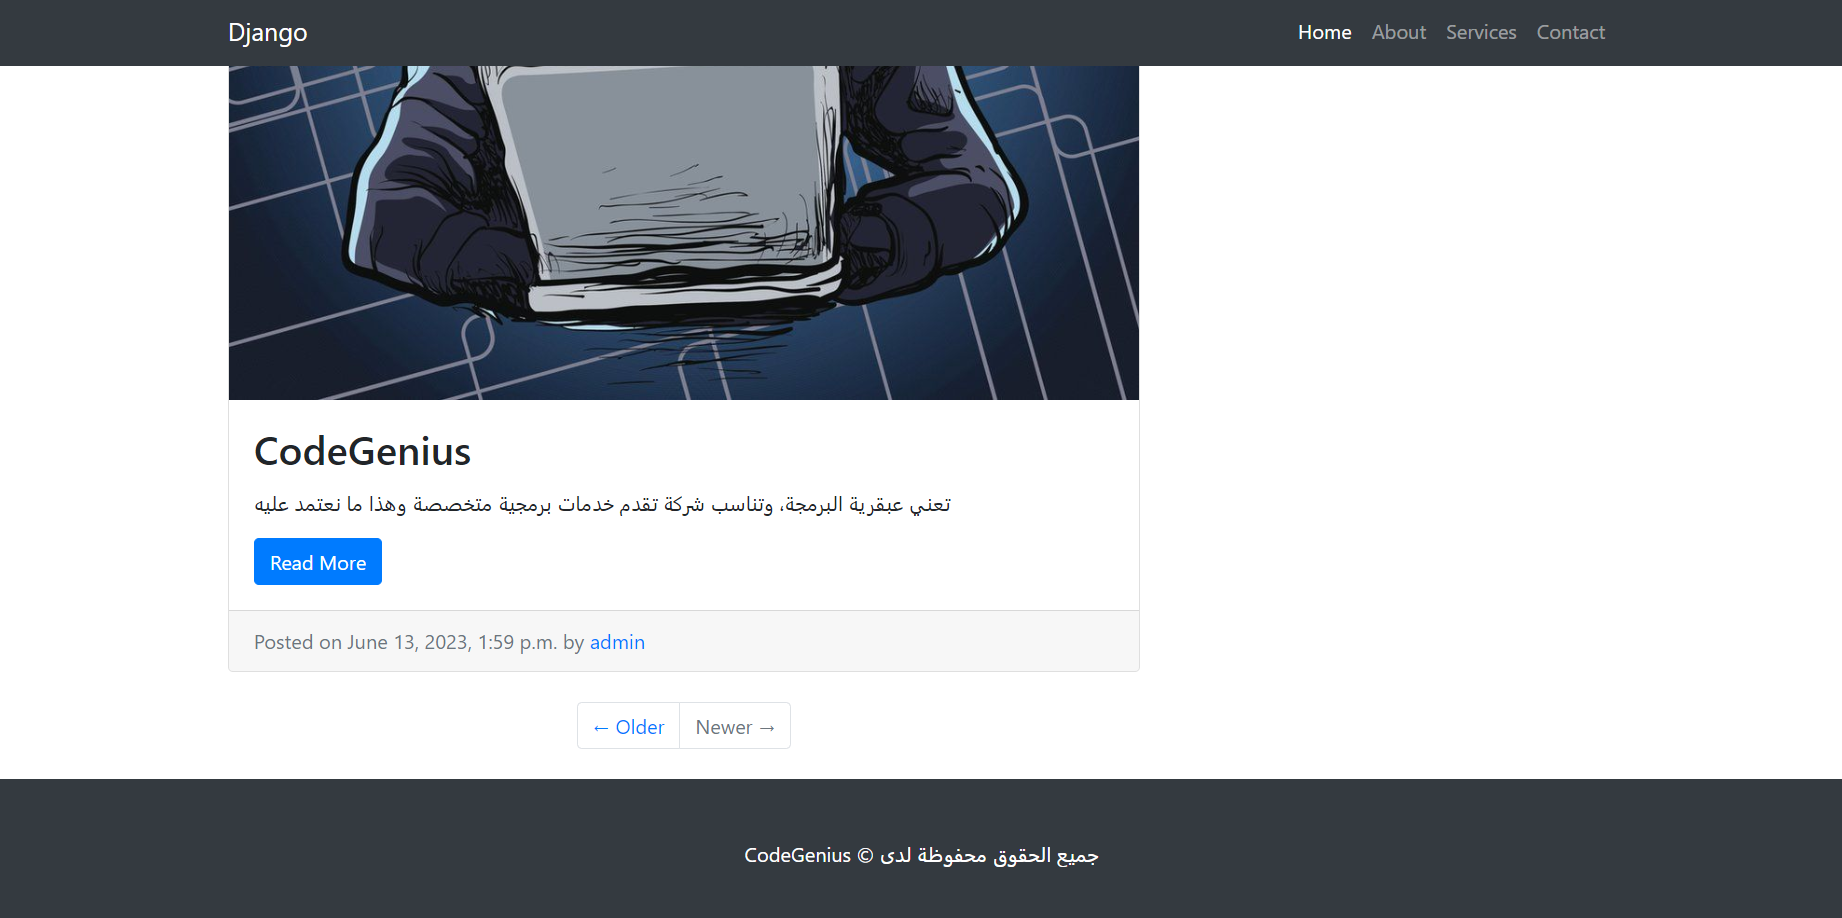 Django
Home About Services Contact
CodeGenius
تعني عبقرية البرمجة، وتناسب شركة تقدم خدمات برمجية متخصصة وهذا ما نعتمد عليه
Read More
Posted on June 13, 2023, 1:59 p.m. by admin
← Older Newer →
جميع الحقوق محفوظة لدى © CodeGenius